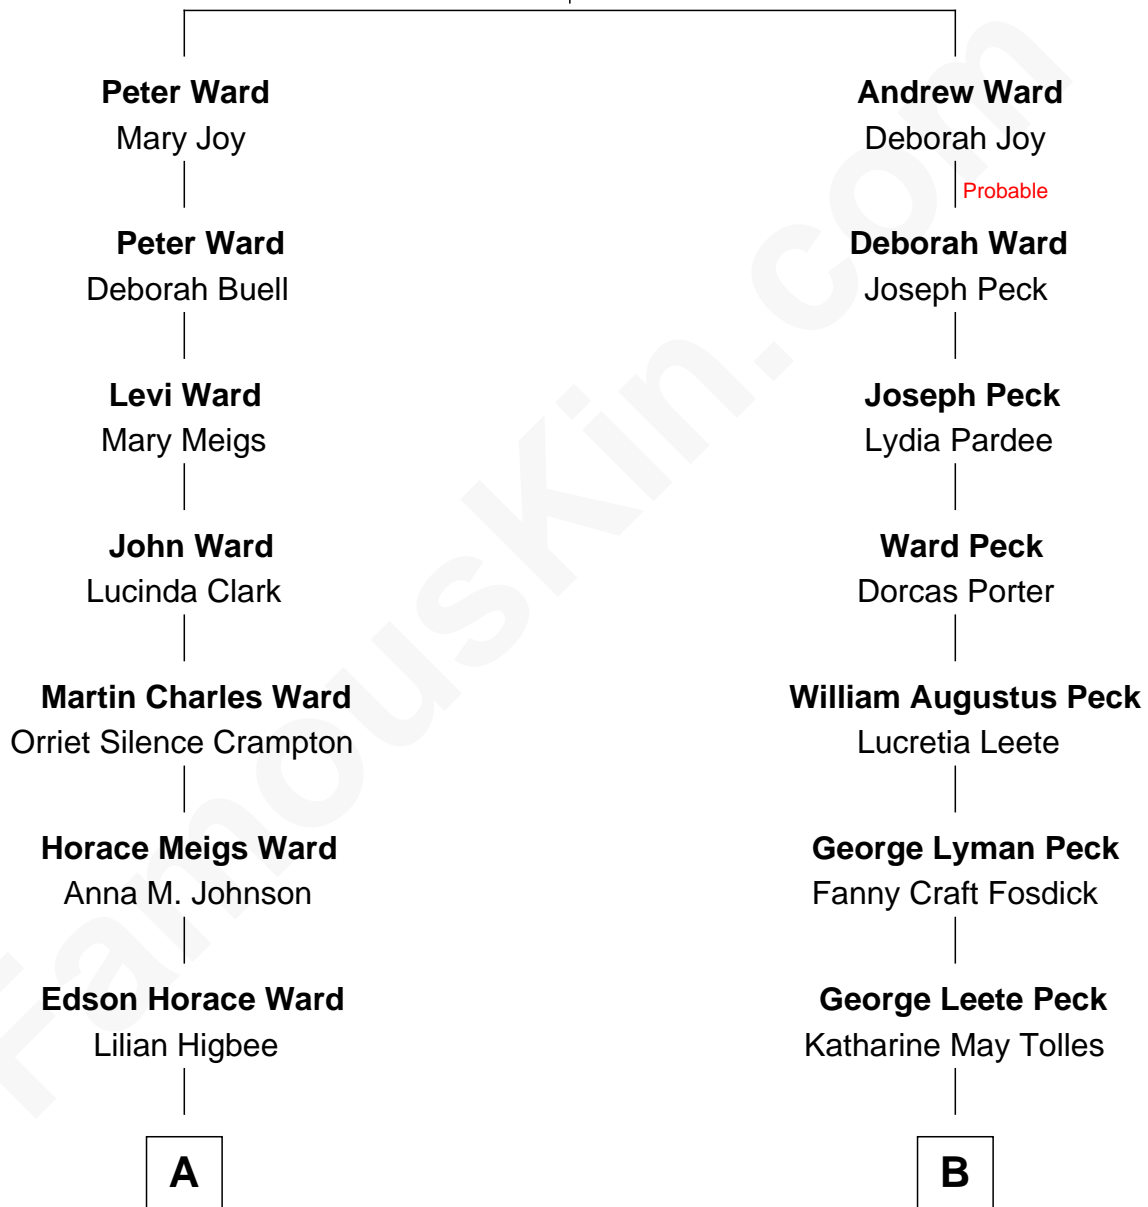 Peter Ward
Mary Joy
Peter Ward
Deborah Buell
Levi Ward
Mary Meigs
John Ward
Lucinda Clark
Martin Charles Ward
Orriet Silence Crampton
Horace Meigs Ward
Anna M. Johnson
Edson Horace Ward
Lilian Higbee
A
Andrew Ward
Deborah Joy
Probable
Deborah Ward
Joseph Peck
Joseph Peck
Lydia Pardee
Ward Peck
Dorcas Porter
William Augustus Peck
Lucretia Leete
George Lyman Peck
Fanny Craft Fosdick
George Leete Peck
Katharine May Tolles
B
FamousKin.com